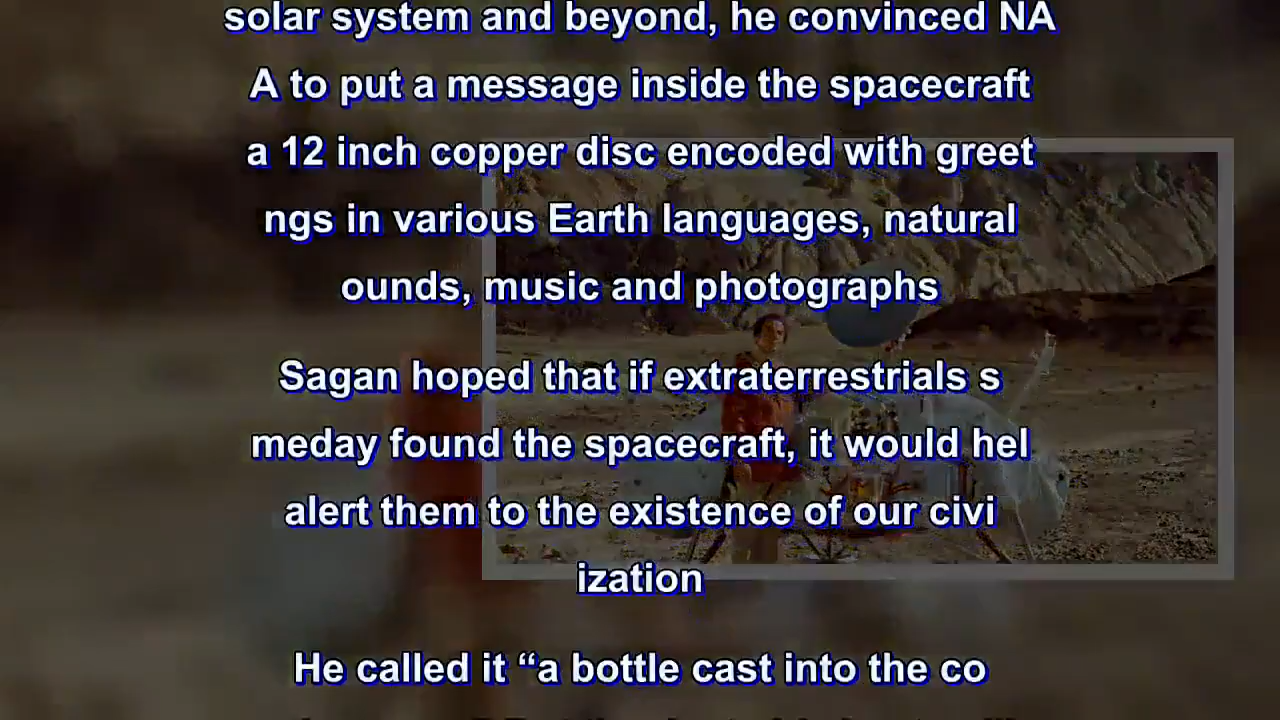 solar system and beyond, he convinced NA
A to put a message inside the spacecraft
a 12 inch copper disc encoded with greet
ngs in various Earth languages, natural
ounds, music and photographs
Sagan hoped that if extraterrestrials s
meday found the spacecraft, it would hel
alert them to the existence of our civi
ization
He called it “a bottle cast into the co